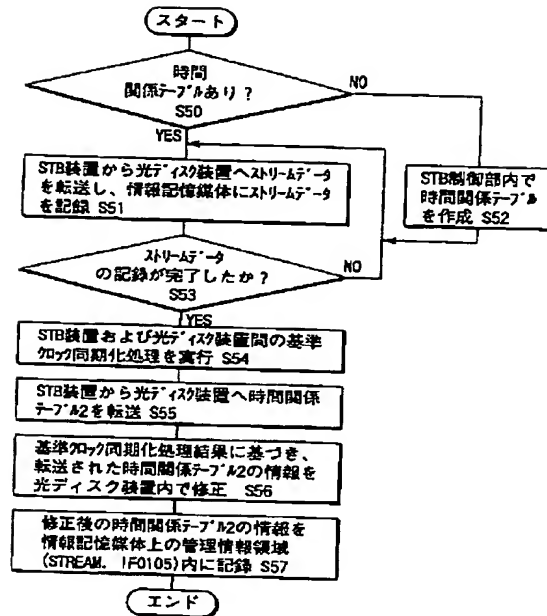 スタート
時間
関係テーブルあり?
S50
NO
YES
STB装置から光ディスク装置へストリームデータ
を転送し、情報記憶媒体にストリームデータ
を記録 S51
STB制御部内で
時間関係テーブル
を作成 S52
ストリームデータ
の記録が完了したか?
S53
NO
YES
STB装置および光ディスク装置間の基準
クロック同期化処理を実行 S54
STB装置から光ディスク装置へ時間関係
テーブル2を転送 S55
基準クロック同期化処理結果に基づき、
転送された時間関係テーブル2の情報を
光ディスク装置内で修正 S56
修正後の時間関係テーブル2の情報を
情報記憶媒体上の管理情報領域
(STREAM. IFO105)内に記録 S57
エンド